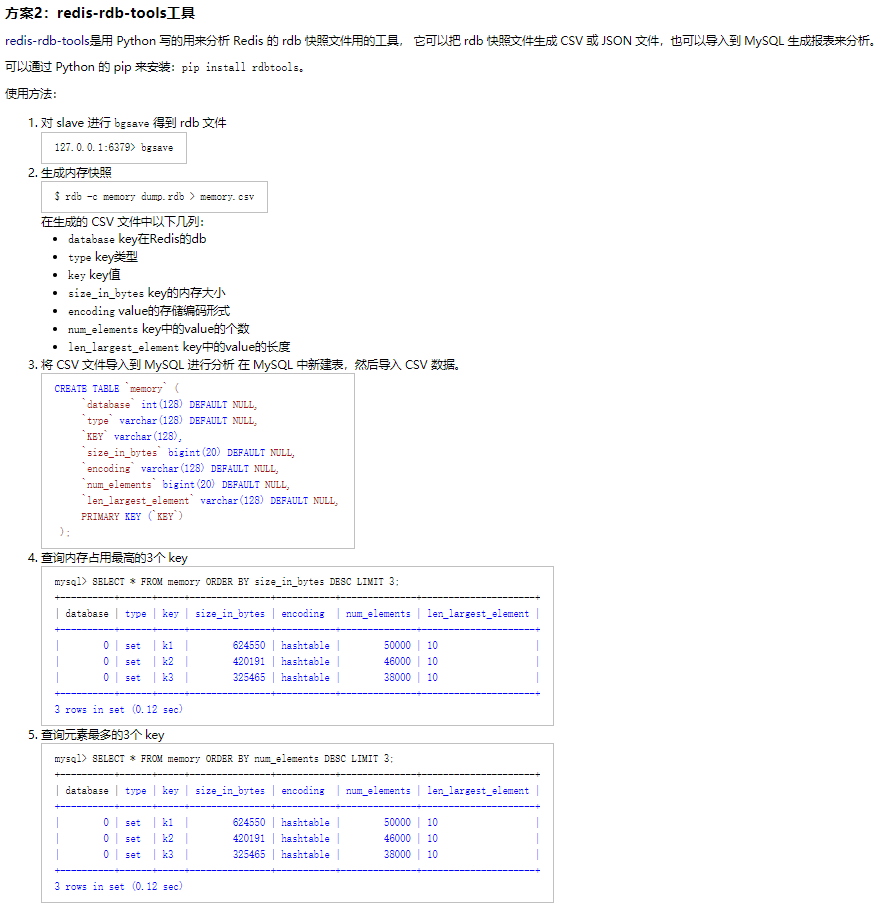 方案2：redis-rdb-tools工具
redis-rdb-tools是用 Python 写的用来分析 Redis 的 rdb 快照文件用的工具， 它可以把 rdb 快照文件生成 CSV 或 JSON 文件，也可以导入到 MySQL 生成报表来分析。
可以通过 Python 的 pip 来安装：pip install rdbtools。
使用方法：
1. 对 slave 进行 bgsave 得到 rdb 文件
127.0.0.1:6379> bgsave
2. 生成内存快照
$ rdb -c memory dump.rdb > memory.csv
在生成的 CSV 文件中以下几列：
• database key在Redis的db
• type key类型
• key key值
• size_in_bytes key的内存大小
• encoding value的存储编码形式
• num_elements key中的value的个数
• len_largest_element key中的value的长度
3. 将 CSV 文件导入到 MySQL 进行分析 在 MySQL 中新建表，然后导入 CSV 数据。
CREATE TABLE `memory` (
`database` int(128) DEFAULT NULL,
`type` varchar(128) DEFAULT NULL,
`KEY` varchar(128),
`size_in_bytes` bigint(20) DEFAULT NULL,
`encoding` varchar(128) DEFAULT NULL,
`num_elements` bigint(20) DEFAULT NULL,
`len_largest_element` varchar(128) DEFAULT NULL,
PRIMARY KEY (`KEY`)
);
4. 查询内存占用最高的3个 key
mysql> SELECT * FROM memory ORDER BY size_in_bytes DESC LIMIT 3;
+----------+------+-----+---------------+-----------+--------------+---------------------+
| database | type | key | size_in_bytes | encoding  | num_elements | len_largest_element |
+----------+------+-----+---------------+-----------+--------------+---------------------+
|        0 | set  | k1  |        624550 | hashtable |        50000 | 10                  |
|        0 | set  | k2  |        420191 | hashtable |        46000 | 10                  |
|        0 | set  | k3  |        325465 | hashtable |        38000 | 10                  |
+----------+------+-----+---------------+-----------+--------------+---------------------+
3 rows in set (0.12 sec)
5. 查询元素最多的3个 key
mysql> SELECT * FROM memory ORDER BY num_elements DESC LIMIT 3;
+----------+------+-----+---------------+-----------+--------------+---------------------+
| database | type | key | size_in_bytes | encoding  | num_elements | len_largest_element |
+----------+------+-----+---------------+-----------+--------------+---------------------+
|        0 | set  | k1  |        624550 | hashtable |        50000 | 10                  |
|        0 | set  | k2  |        420191 | hashtable |        46000 | 10                  |
|        0 | set  | k3  |        325465 | hashtable |        38000 | 10                  |
+----------+------+-----+---------------+-----------+--------------+---------------------+
3 rows in set (0.12 sec)